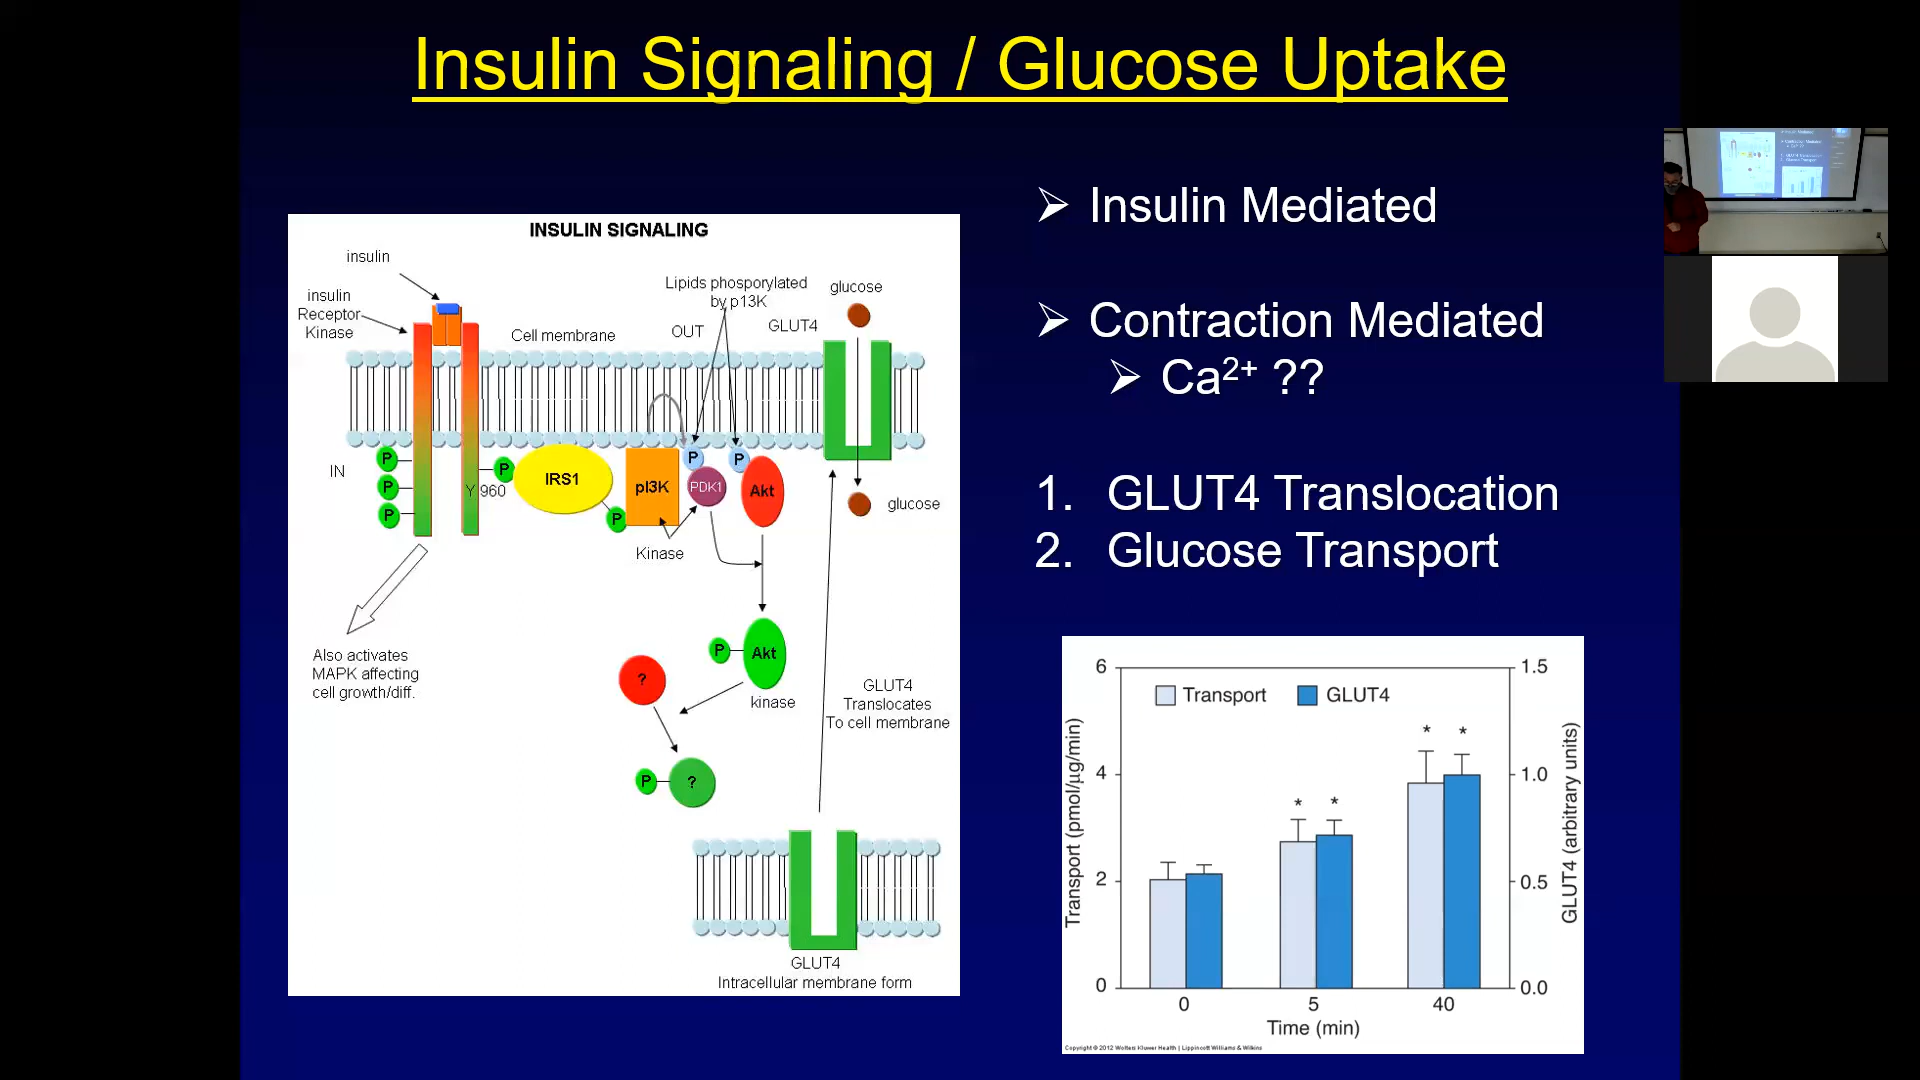 Insulin Signaling / Glucose Uptake
INSULIN SIGNALING
insulin
insulin
Receptor
Kinase
Cell membrane
Lipids phosporylated
by p13K
OUT
GLUT4
glucose
IN
P
P
P
P
Y 960
IRS1
P
pI3K
P
PDK1
P
Akt
glucose
Kinase
Also activates
MAPK affecting
cell growth/diff.
P
Akt
kinase
?
P
?
GLUT4
Translocates
To cell membrane
GLUT4
Intracellular membrane form
➢ Insulin Mediated
➢ Contraction Mediated
➢ Ca²⁺ ??
1. GLUT4 Translocation
2. Glucose Transport
Transport
GLUT4
Transport (pmol/µg/min)
6
4
2
0
1.5
1.0
0.5
0.0
GLUT4 (arbitrary units)
* *
* *
0 5 40
Time (min)
Copyright © 2012 Wolters Kluwer Health | Lippincott Williams & Wilkins